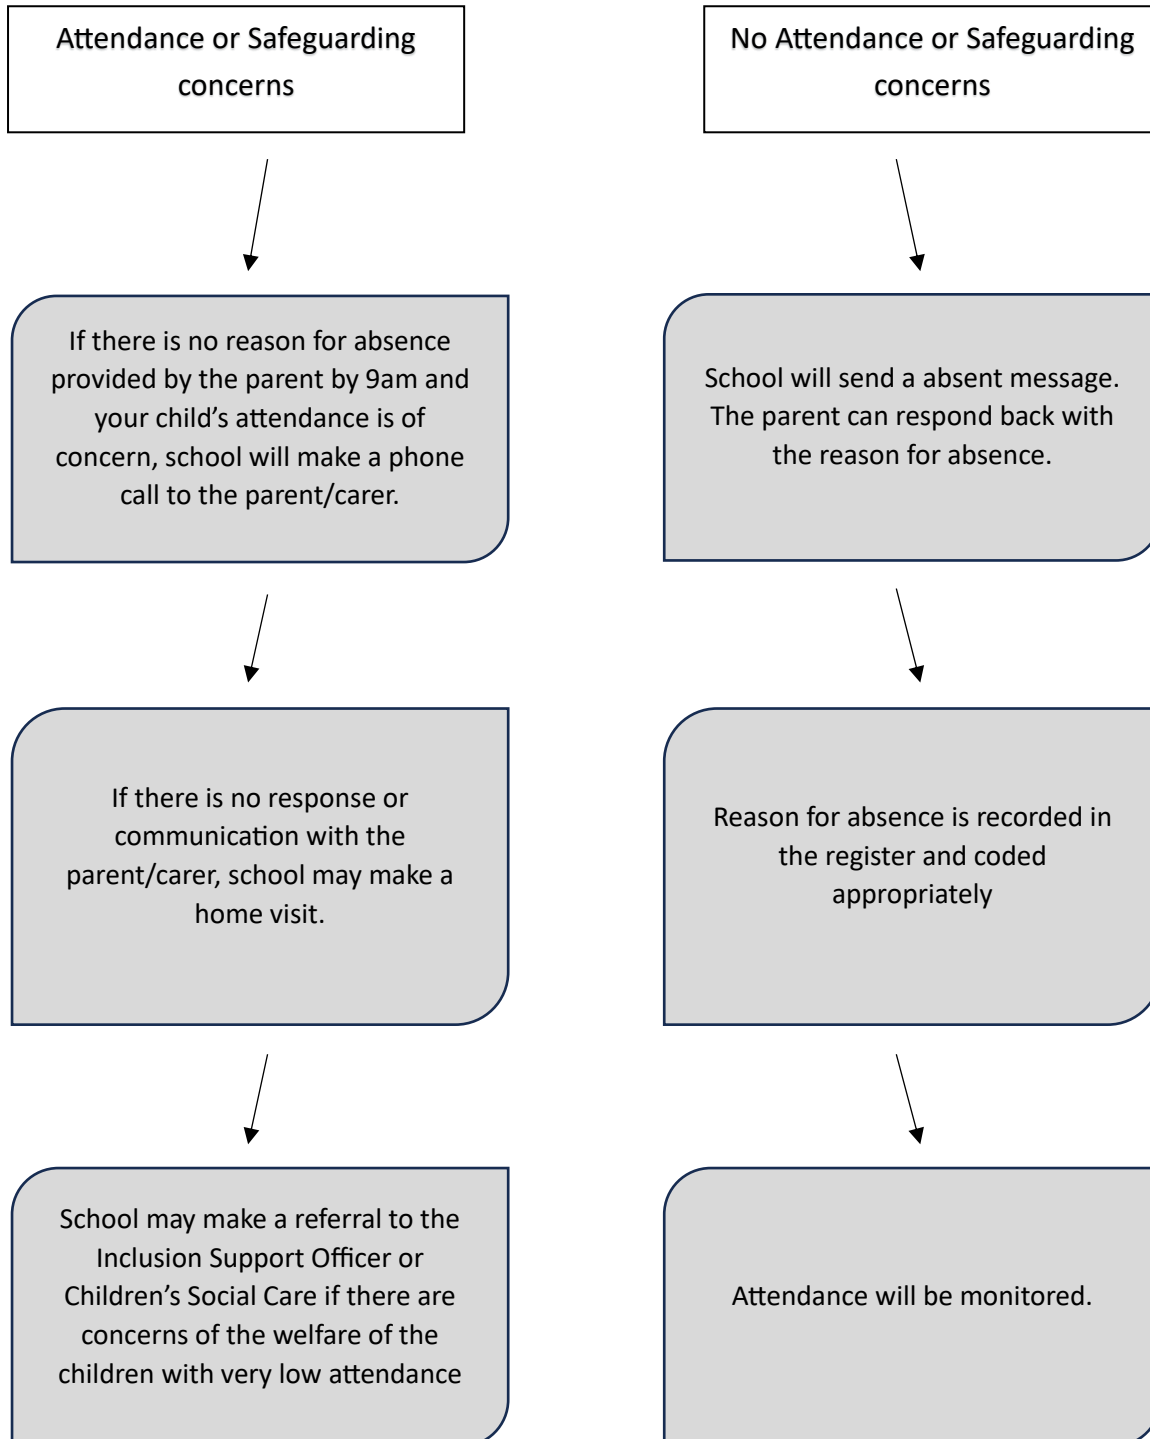 Attendance or Safeguarding
concerns
No Attendance or Safeguarding
concerns
If there is no reason for absence
provided by the parent by 9am and
your child’s attendance is of
concern, school will make a phone
call to the parent/carer.
School will send a absent message.
The parent can respond back with
the reason for absence.
If there is no response or
communication with the
parent/carer, school may make a
home visit.
Reason for absence is recorded in
the register and coded
appropriately
School may make a referral to the
Inclusion Support Officer or
Children’s Social Care if there are
concerns of the welfare of the
children with very low attendance
Attendance will be monitored.